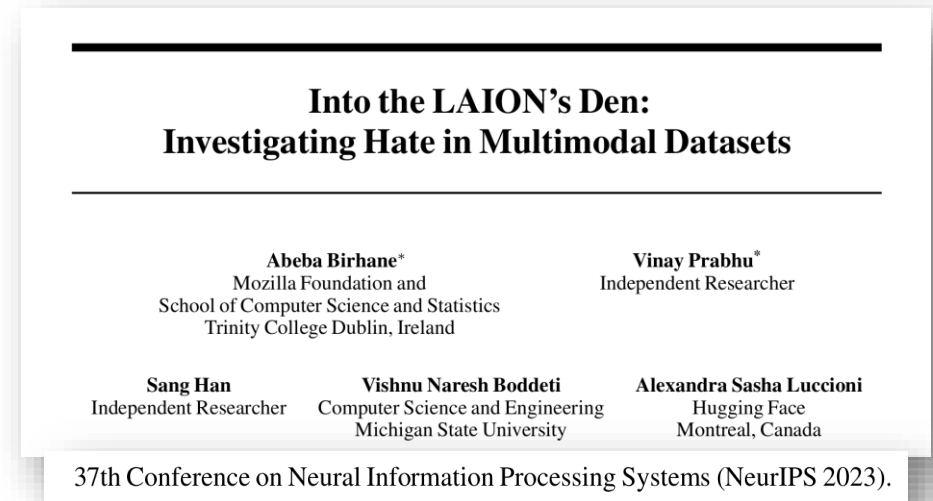 Into the LAION's Den:
Investigating Hate in Multimodal Datasets
Abeba Birhane*
Mozilla Foundation and
School of Computer Science and Statistics
Trinity College Dublin, Ireland
Vinay Prabhu*
Independent Researcher
Sang Han
Independent Researcher
Vishnu Naresh Boddeti
Computer Science and Engineering
Michigan State University
Alexandra Sasha Luccioni
Hugging Face
Montreal, Canada
37th Conference on Neural Information Processing Systems (NeurIPS 2023).